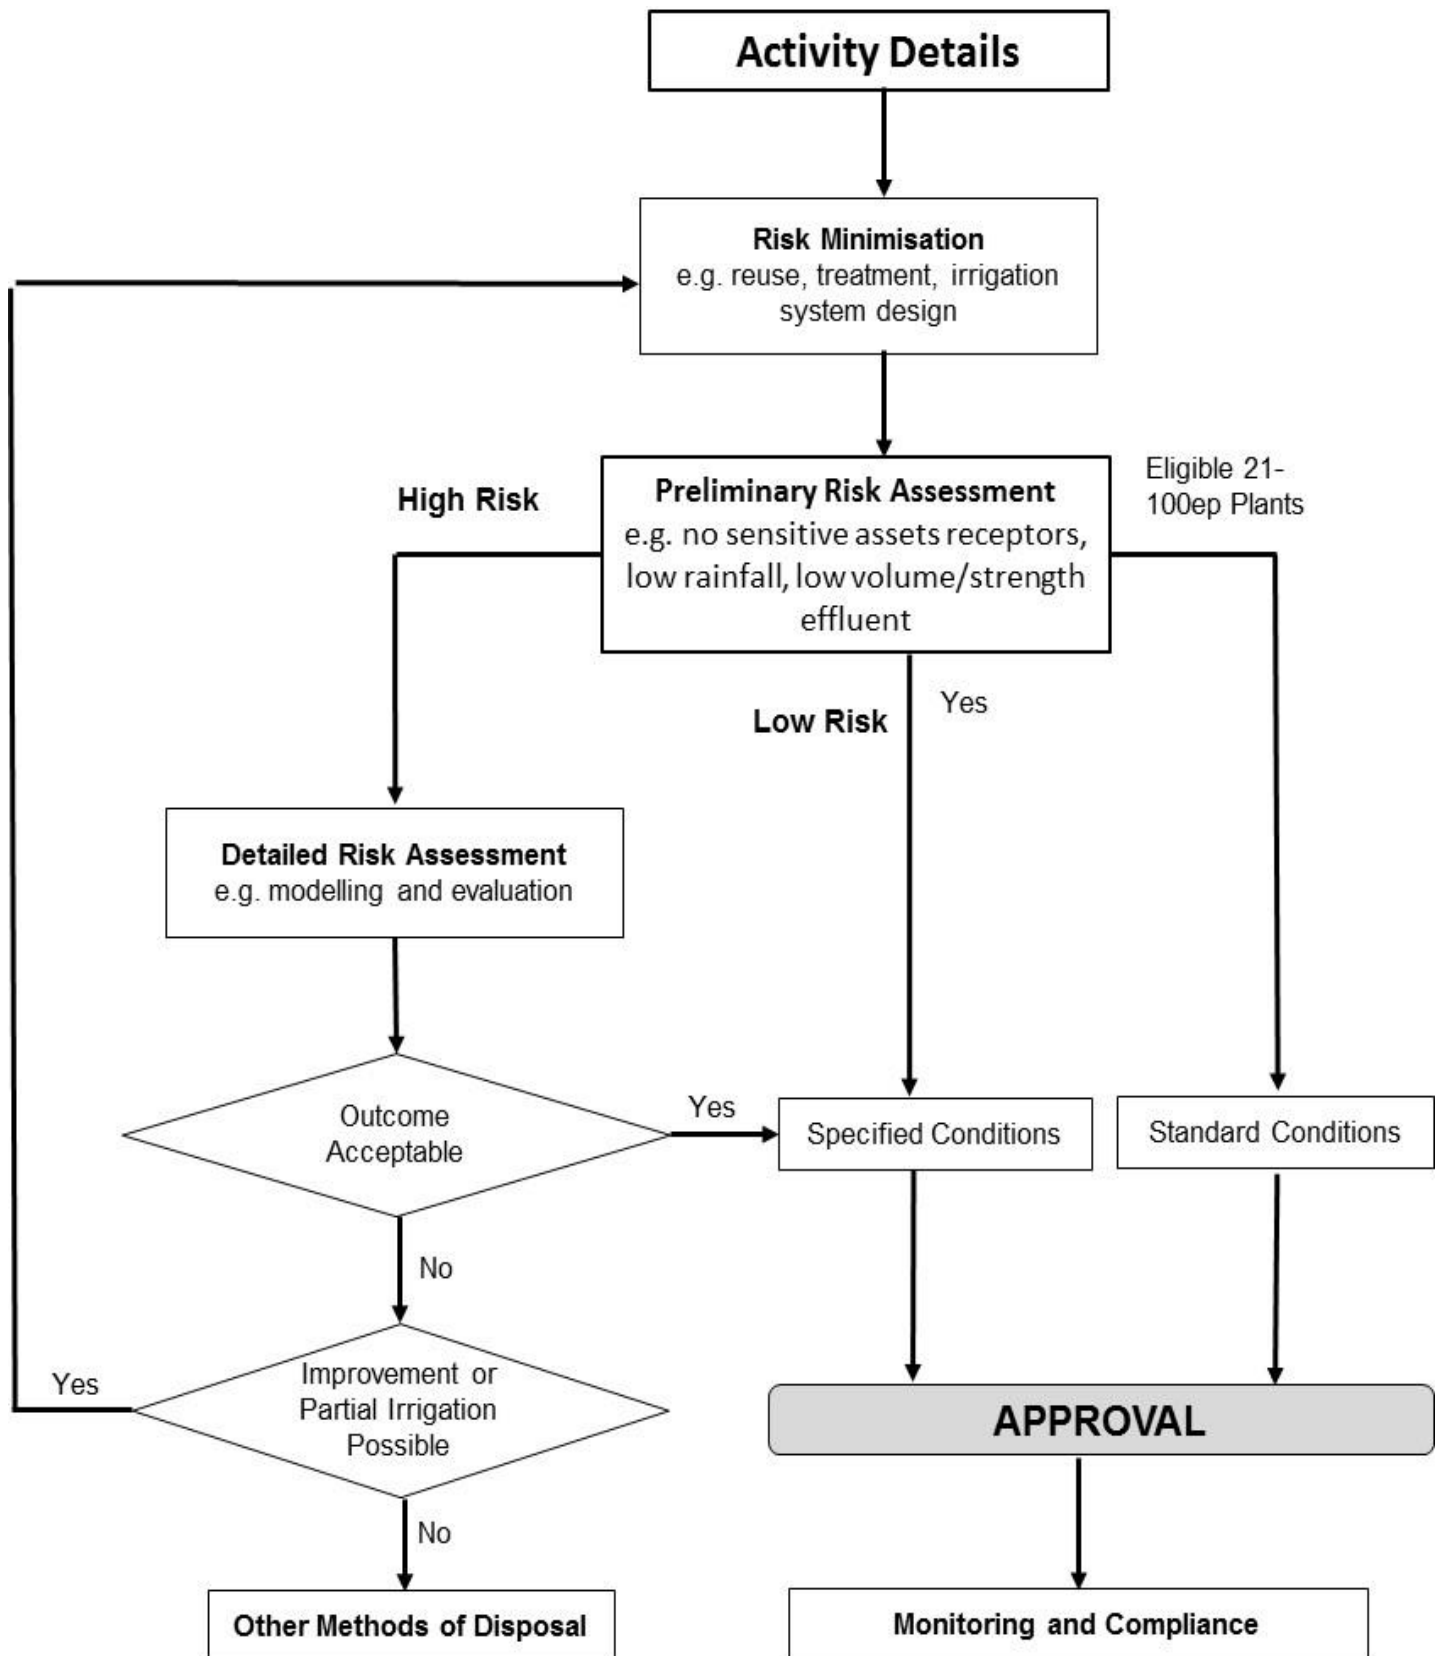 Activity Details
Risk Minimisation
e.g. reuse, treatment, irrigation
system design
Eligible 21-
100ep Plants
High Risk
Preliminary Risk Assessment
e.g. no sensitive assets receptors,
low rainfall, low volume/strength
effluent
Yes
Low Risk
Detailed Risk Assessment
e.g. modelling and evaluation
Outcome
Acceptable
Yes
Specified Conditions
Standard Conditions
No
Yes
Improvement or
Partial Irrigation
Possible
APPROVAL
No
Other Methods of Disposal
Monitoring and Compliance